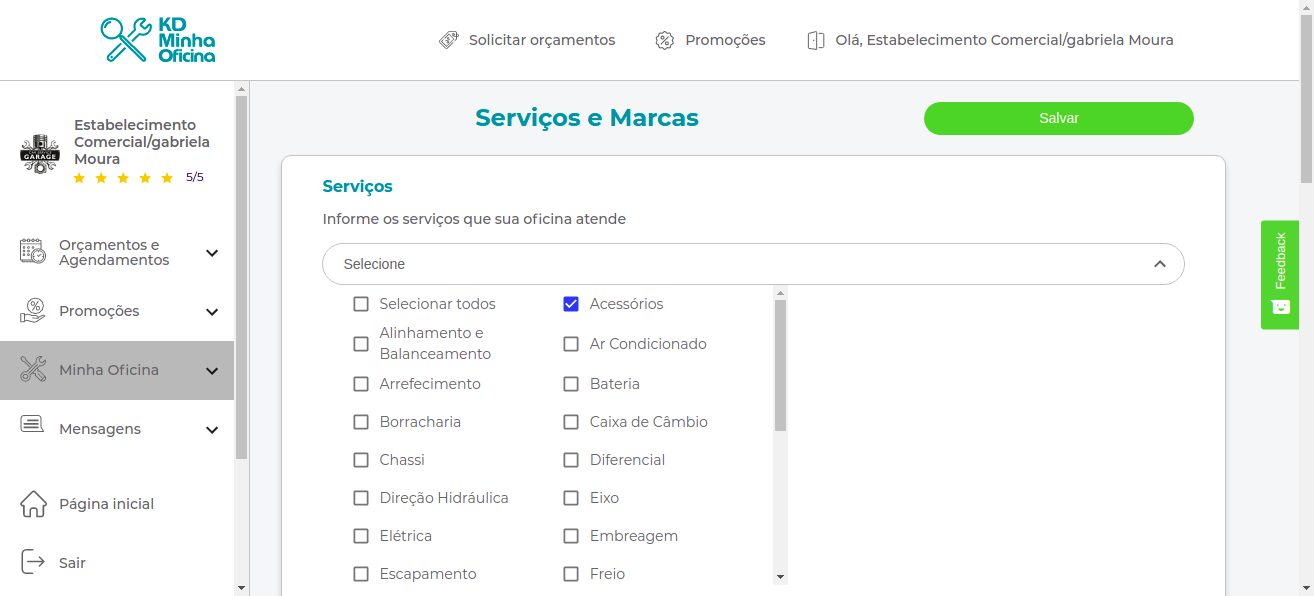 KD
Minha
Oficina
Solicitar orçamentos
Promoções
Olá, Estabelecimento Comercial/gabriela Moura
GARAGE
Estabelecimento
Comercial/gabriela
Moura
5/5
Orçamentos e
Agendamentos
Promoções
Minha Oficina
Mensagens
Página inicial
Sair
Serviços e Marcas
Salvar
Serviços
Informe os serviços que sua oficina atende
Selecione
Selecionar todos
Acessórios
Alinhamento e
Balanceamento
Ar Condicionado
Arrefecimento
Bateria
Borracharia
Caixa de Câmbio
Chassi
Diferencial
Direção Hidráulica
Eixo
Elétrica
Embreagem
Escapamento
Freio
Feedback